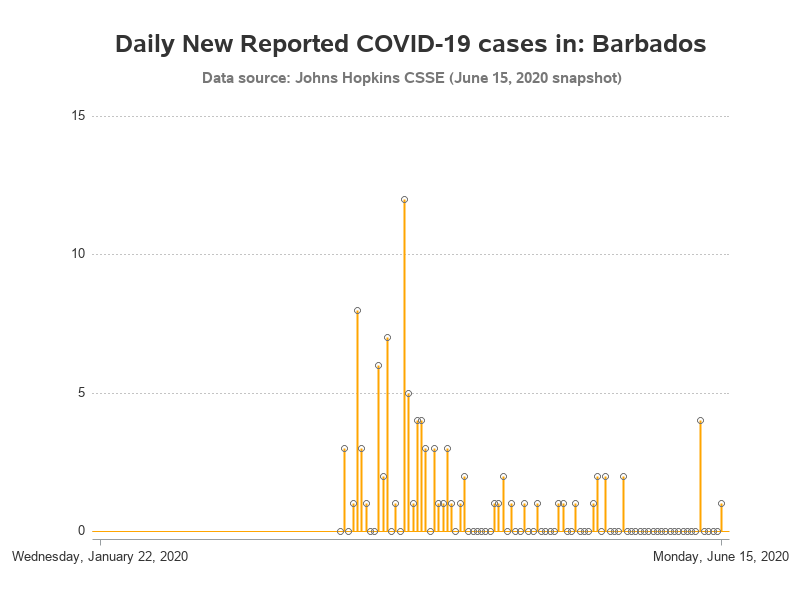 Daily New Reported COVID-19 cases in: Barbados
Data source: Johns Hopkins CSSE (June 15, 2020 snapshot)
15
10
5
0
Wednesday, January 22, 2020
Monday, June 15, 2020